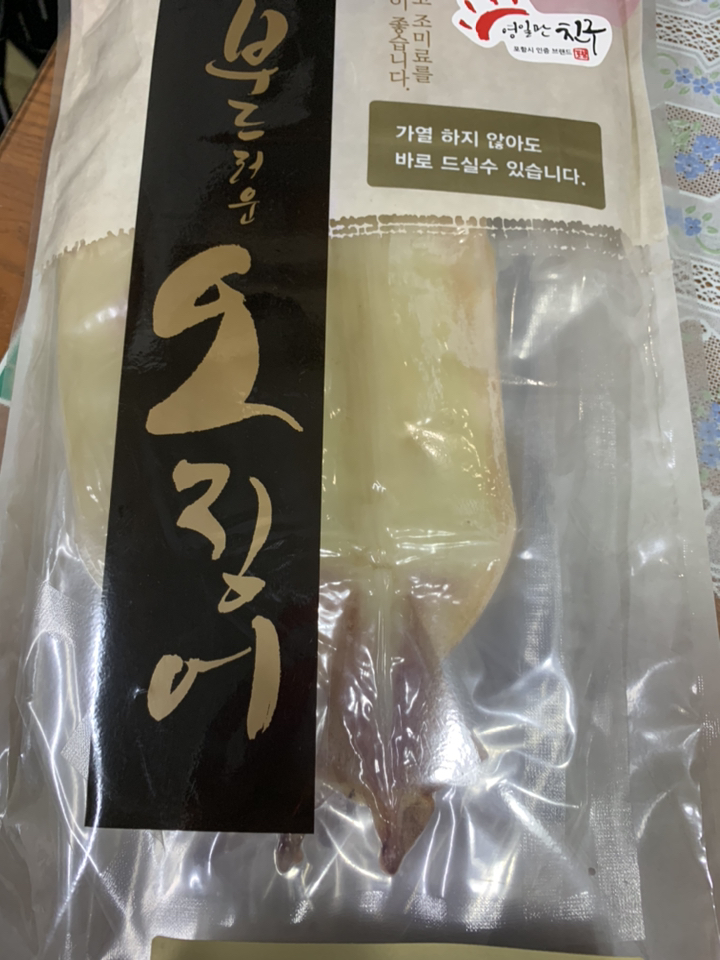 부드러운
오징어
고 조미료를
이 좋습니다.
영일만 친구
포항시 인증 브랜드
가열 하지 않아도
바로 드실수 있습니다.